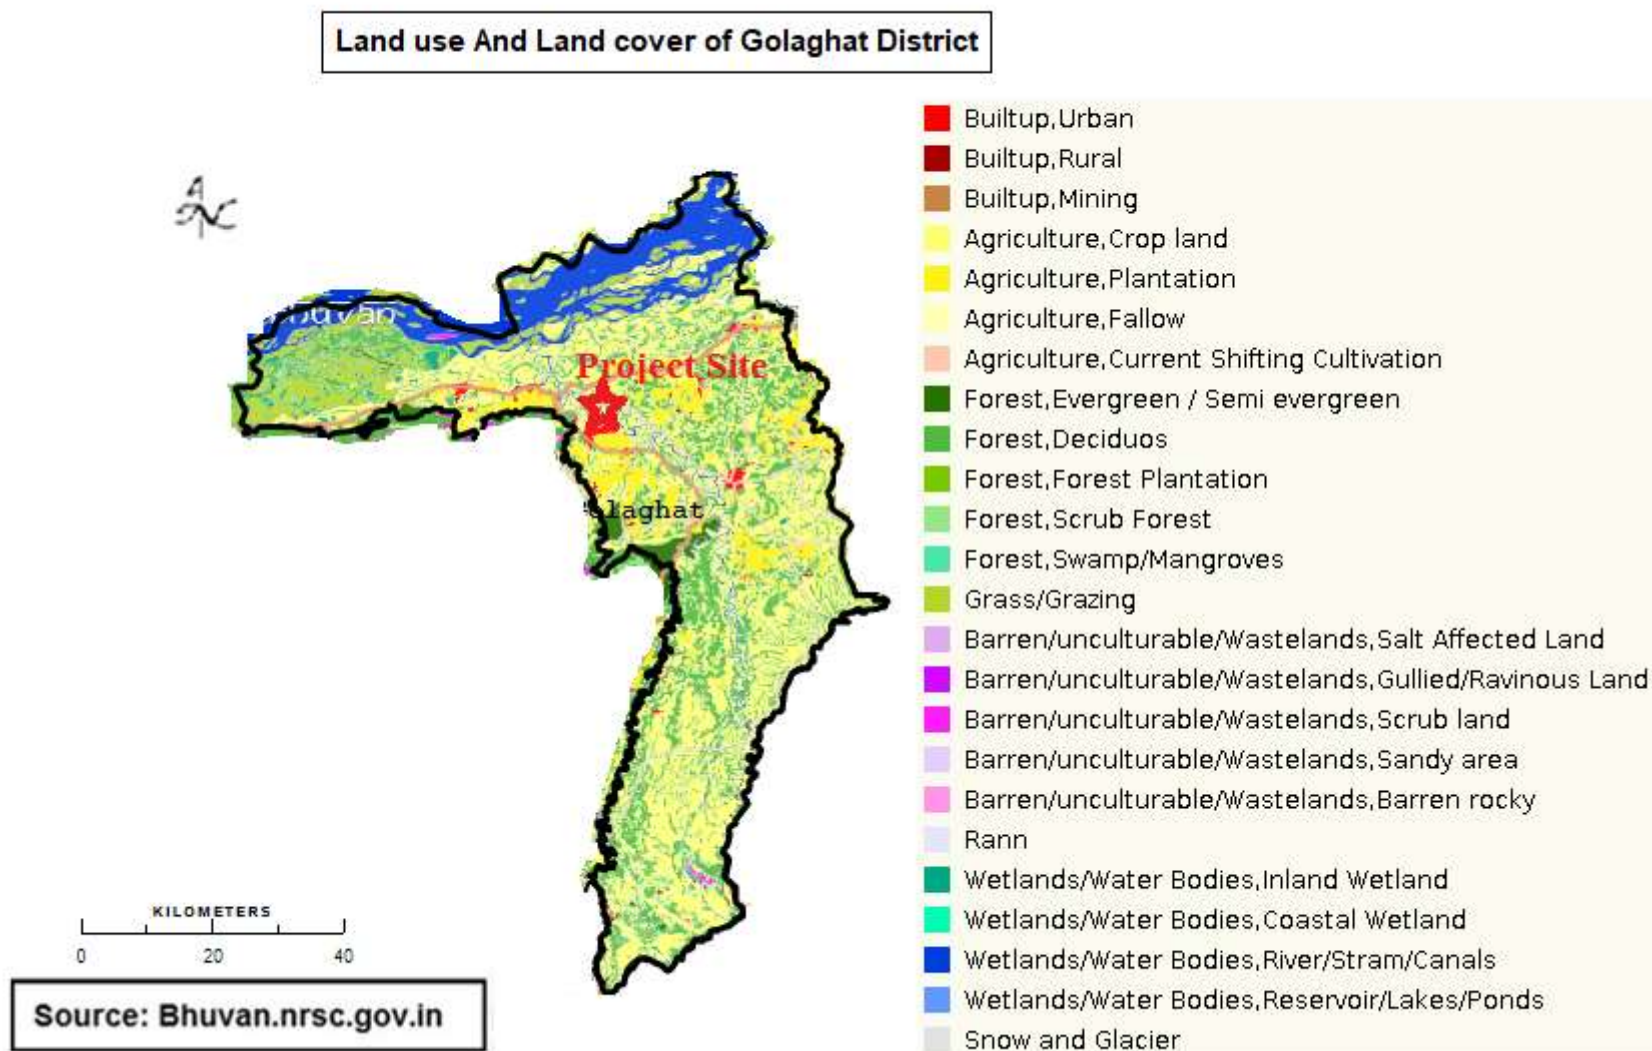 Land use And Land cover of Golaghat District
Builtup,Urban
Builtup,Rural
Builtup,Mining
Agriculture,Crop land
Agriculture,Plantation
Agriculture,Fallow
Agriculture,Current Shifting Cultivation
Forest,Evergreen / Semi evergreen
Forest,Deciduos
Forest,Forest Plantation
Forest,Scrub Forest
Forest,Swamp/Mangroves
Grass/Grazing
Barren/unculturable/Wastelands,Salt Affected Land
Barren/unculturable/Wastelands,Gullied/Ravinous Land
Barren/unculturable/Wastelands,Scrub land
Barren/unculturable/Wastelands,Sandy area
Barren/unculturable/Wastelands,Barren rocky
Rann
Wetlands/Water Bodies,Inland Wetland
Wetlands/Water Bodies,Coastal Wetland
Wetlands/Water Bodies,River/Stram/Canals
Wetlands/Water Bodies,Reservoir/Lakes/Ponds
Snow and Glacier
Project Site
KILOMETERS
0 20 40
Source: Bhuvan.nrsc.gov.in